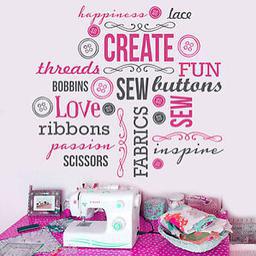 happiness lace
CREATE
threads FUN
BOBBINS SEW buttons
Love SEW
ribbons FABRICS
passion
SCISSORS inspire